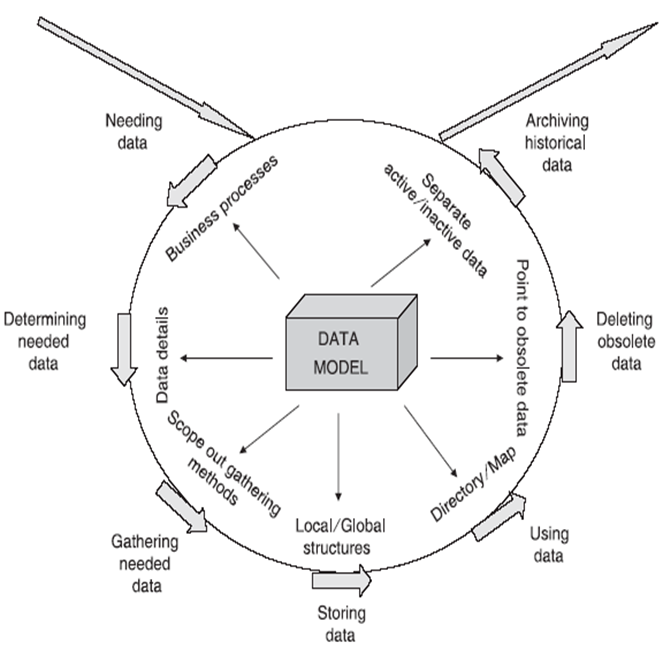 Needing
data
Archiving
historical
data
Business processes
Separate
active/inactive data
Determining
needed
data
Data details
DATA
MODEL
Point to obsolete data
Deleting
obsolete
data
Scope out gathering
methods
Local/Global
structures
Directory/Map
Gathering
needed
data
Storing
data
Using
data